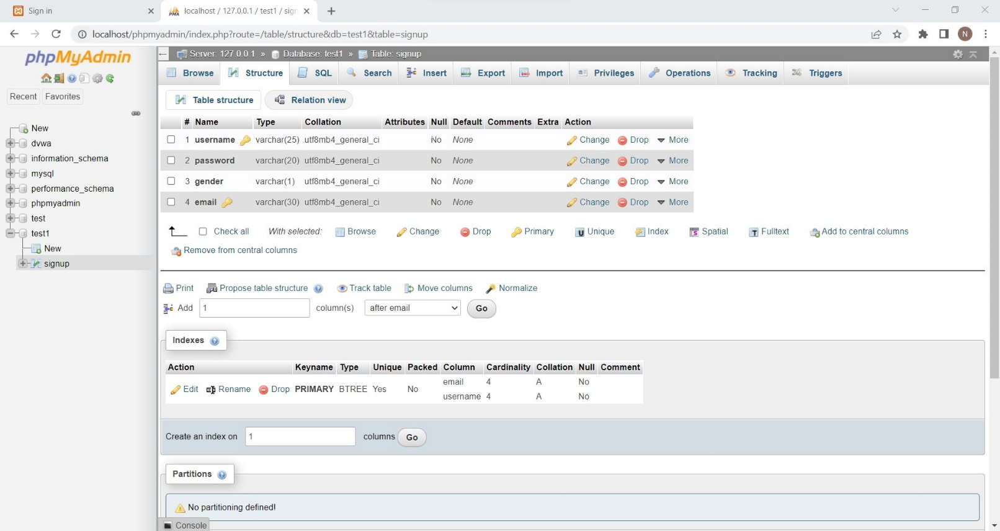 Sign in
localhost / 127.0.0.1 / test1 / sign
localhost/phpmyadmin/index.php?route=/table/structure&db=test1&table=signup
N
phpMyAdmin
Recent Favorites
New
dvwa
information_schema
mysql
performance_schema
phpmyadmin
test
test1
New
signup
Server: 127.0.0.1 » Database: test1 » Table: signup
Browse Structure SQL Search Insert Export Import Privileges Operations Tracking Triggers
Table structure Relation view
# Name Type Collation Attributes Null Default Comments Extra Action
1 username varchar(25) utf8mb4_general_ci No None Change Drop More
2 password varchar(20) utf8mb4_general_ci No None Change Drop More
3 gender varchar(1) utf8mb4_general_ci No None Change Drop More
4 email varchar(30) utf8mb4_general_ci No None Change Drop More
Check all With selected: Browse Change Drop Primary Unique Index Spatial Fulltext Add to central columns
Remove from central columns
Print Propose table structure Track table Move columns Normalize
Add 1 column(s) after email Go
Indexes
Action Keyname Type Unique Packed Column Cardinality Collation Null Comment
email 4 A No
Edit Rename Drop PRIMARY BTREE Yes No
username 4 A No
Create an index on 1 columns Go
Partitions
No partitioning defined!
Console